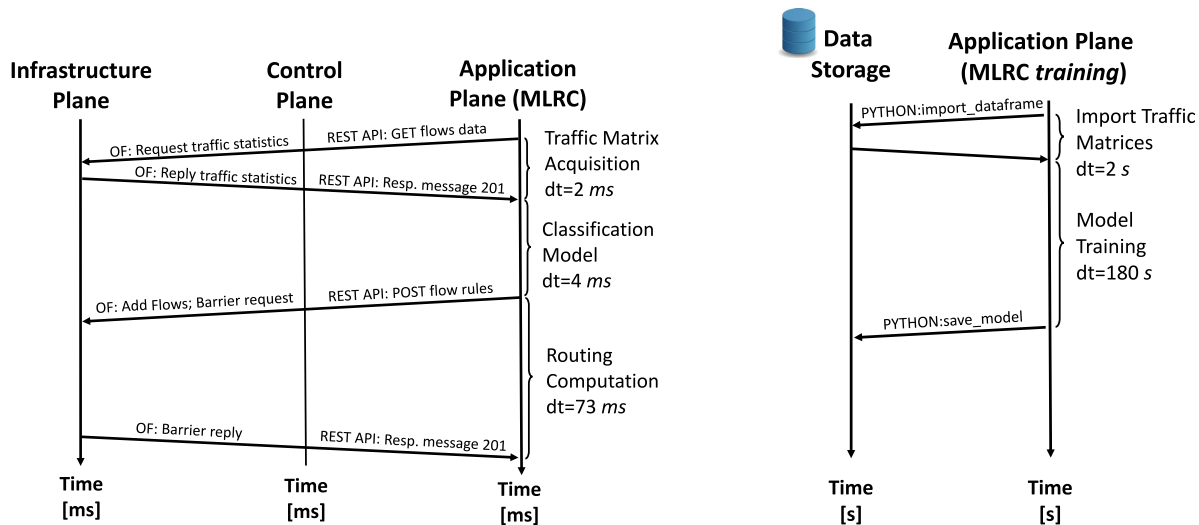 Infrastructure
Plane
Control
Plane
Application
Plane (MLRC)
REST API: GET flows data
OF: Request traffic statistics
OF: Reply traffic statistics
REST API: Resp. message 201
Traffic Matrix
Acquisition
dt=2 ms
Classification
Model
dt=4 ms
REST API: POST flow rules
OF: Add Flows; Barrier request
Routing
Computation
dt=73 ms
OF: Barrier reply
REST API: Resp. message 201
Time
[ms]
Time
[ms]
Time
[ms]
Data
Storage
Application Plane
(MLRC training)
PYTHON:import_dataframe
Import Traffic
Matrices
dt=2 s
Model
Training
dt=180 s
PYTHON:save_model
Time
[s]
Time
[s]